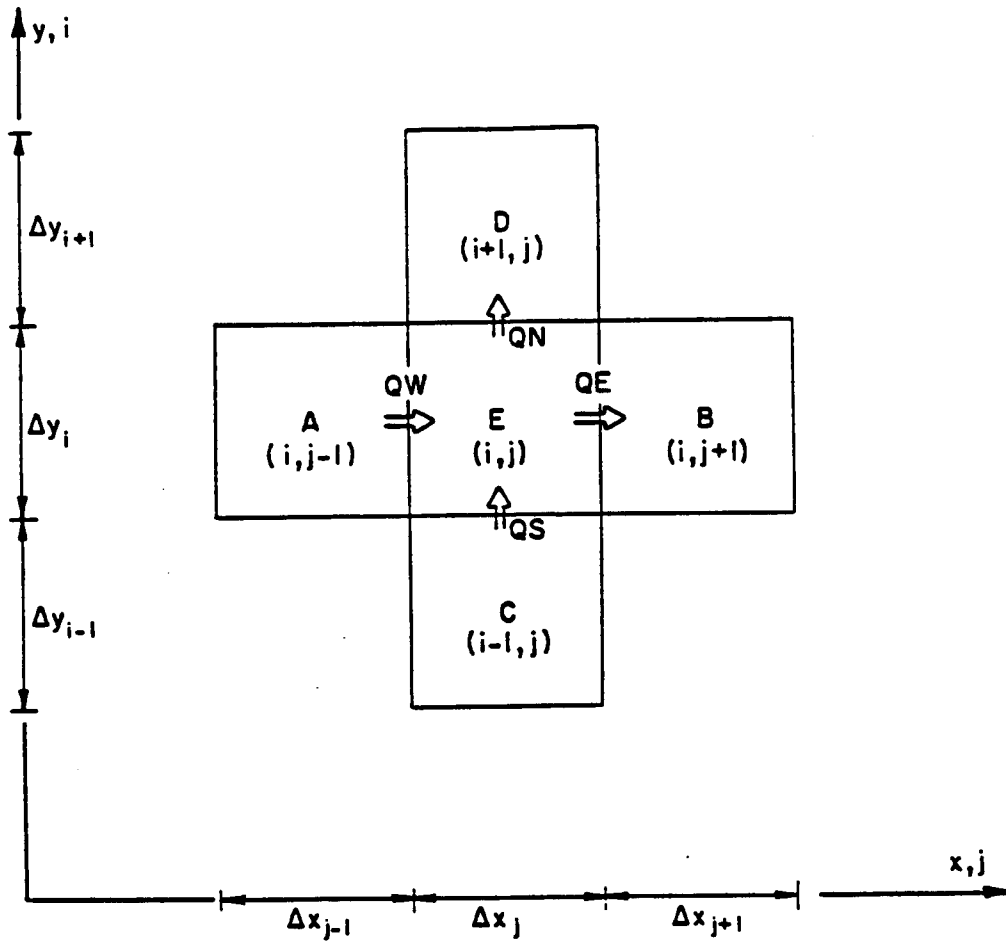 y, i
Δy_{i+1}
D
(i+1, j)
QN
QW
QE
Δy_i
A
(i, j-1)
E
(i, j)
B
(i, j+1)
QS
Δy_{i-1}
C
(i-1, j)
x, j
Δx_{j-1}
Δx_j
Δx_{j+1}